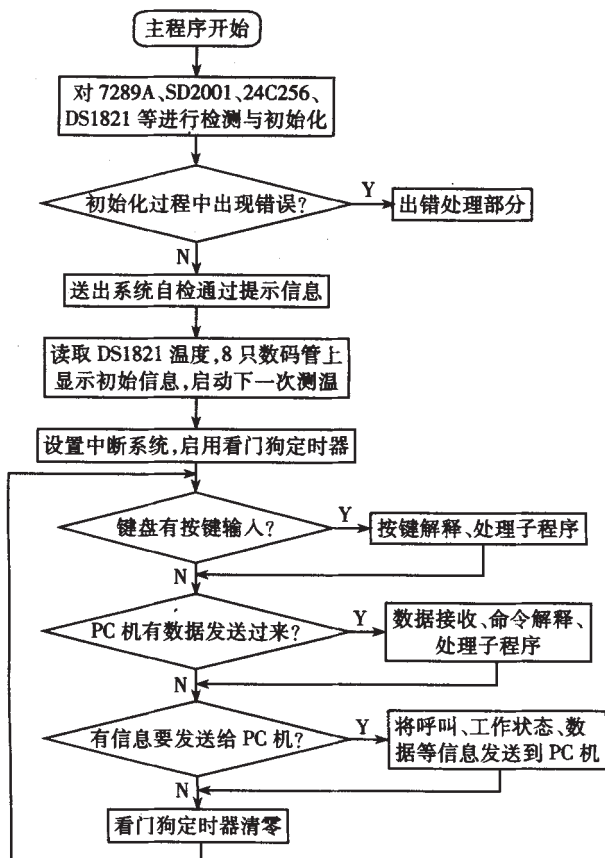 主程序开始
对 7289A、SD2001、24C256、
DS1821 等进行检测与初始化
初始化过程中出现错误?
Y
出错处理部分
N
送出系统自检通过提示信息
读取 DS1821 温度,8 只数码管上
显示初始信息,启动下一次测温
设置中断系统,启用看门狗定时器
键盘有按键输入?
Y
按键解释、处理子程序
N
PC 机有数据发送过来?
Y
数据接收、命令解释、
处理子程序
N
有信息要发送给 PC 机?
Y
将呼叫、工作状态、数
据等信息发送到 PC 机
N
看门狗定时器清零